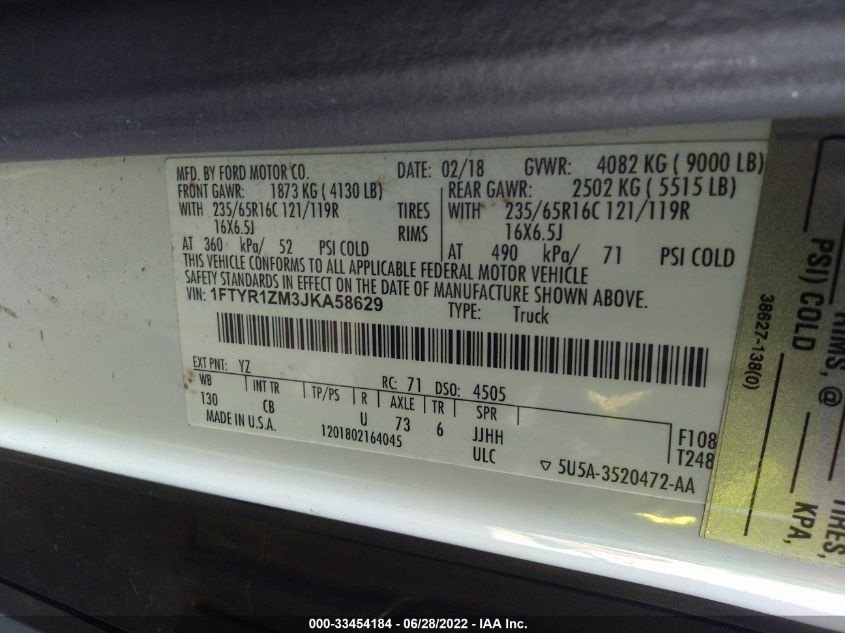 MFD. BY FORD MOTOR CO. DATE: 02/18 GVWR: 4082 KG ( 9000 LB)
FRONT GAWR: 1873 KG ( 4130 LB) REAR GAWR: 2502 KG ( 5515 LB)
WITH 235/65R16C 121/119R TIRES WITH 235/65R16C 121/119R
16X6.5J RIMS 16X6.5J
AT 360 kPa/ 52 PSI COLD AT 490 kPa/ 71 PSI COLD
THIS VEHICLE CONFORMS TO ALL APPLICABLE FEDERAL MOTOR VEHICLE
SAFETY STANDARDS IN EFFECT ON THE DATE OF MANUFACTURE SHOWN ABOVE.
VIN: 1FTYR1ZM3JKA58629 TYPE: Truck
EXT PNT: YZ RC: 71 DSO: 4505
WB INT TR TP/PS R AXLE TR SPR
130 CB U 73 6 JJHH F108
MADE IN U.S.A. 1201802164045 ULC T248
▽ 5U5A-3520472-AA
38627-138(0)
PSI) COLD
RIMS, @
TIRES,
KPA,
000-33454184 - 06/28/2022 - IAA Inc.